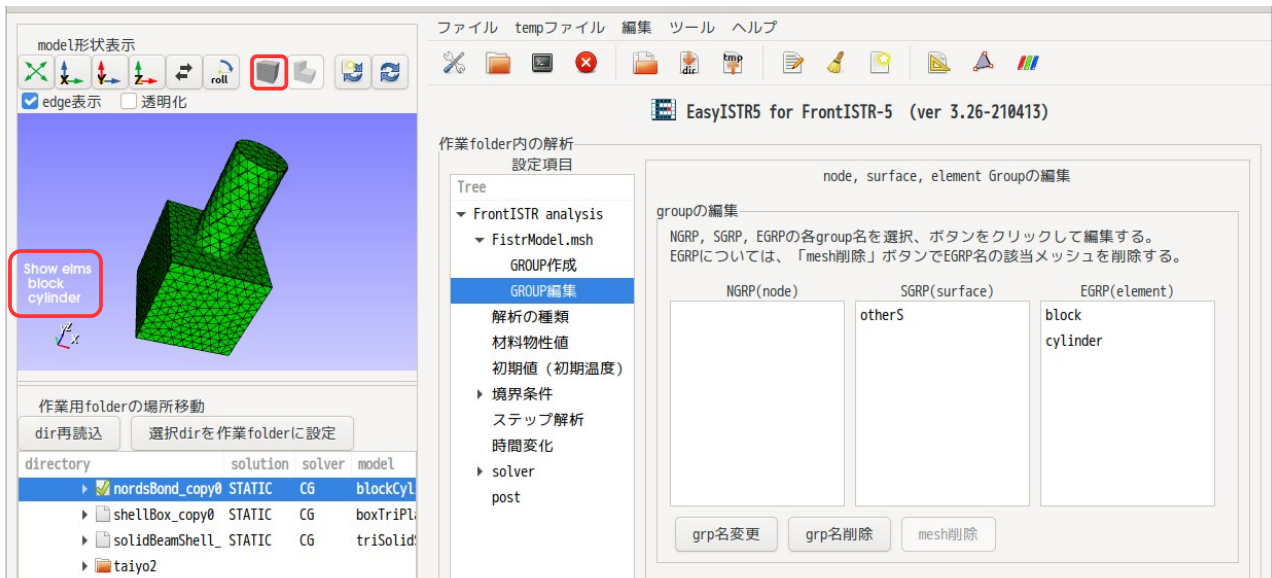 model形状表示
roll
edge表示 透明化
Show elms
block
cylinder
作業用folderの場所移動
dir再読込 選択dirを作業folderに設定
directory solution solver model
nordsBond_copy0 STATIC CG blockCyl
shellBox_copy0 STATIC CG boxTriPl
solidBeamShell_ STATIC CG triSolid
taiyo2
ファイル tempファイル 編集 ツール ヘルプ
dir tmp
EasyISTR5 for FrontISTR-5 (ver 3.26-210413)
作業folder内の解析
設定項目
Tree
FrontISTR analysis
FistrModel.msh
GROUP作成
GROUP編集
解析の種類
材料物性値
初期値(初期温度)
境界条件
ステップ解析
時間変化
solver
post
node, surface, element Groupの編集
groupの編集
NGRP, SGRP, EGRPの各group名を選択、ボタンをクリックして編集する。
EGRPについては、「mesh削除」ボタンでEGRP名の該当メッシュを削除する。
NGRP(node) SGRP(surface) EGRP(element)
otherS block
cylinder
grp名変更 grp名削除 mesh削除